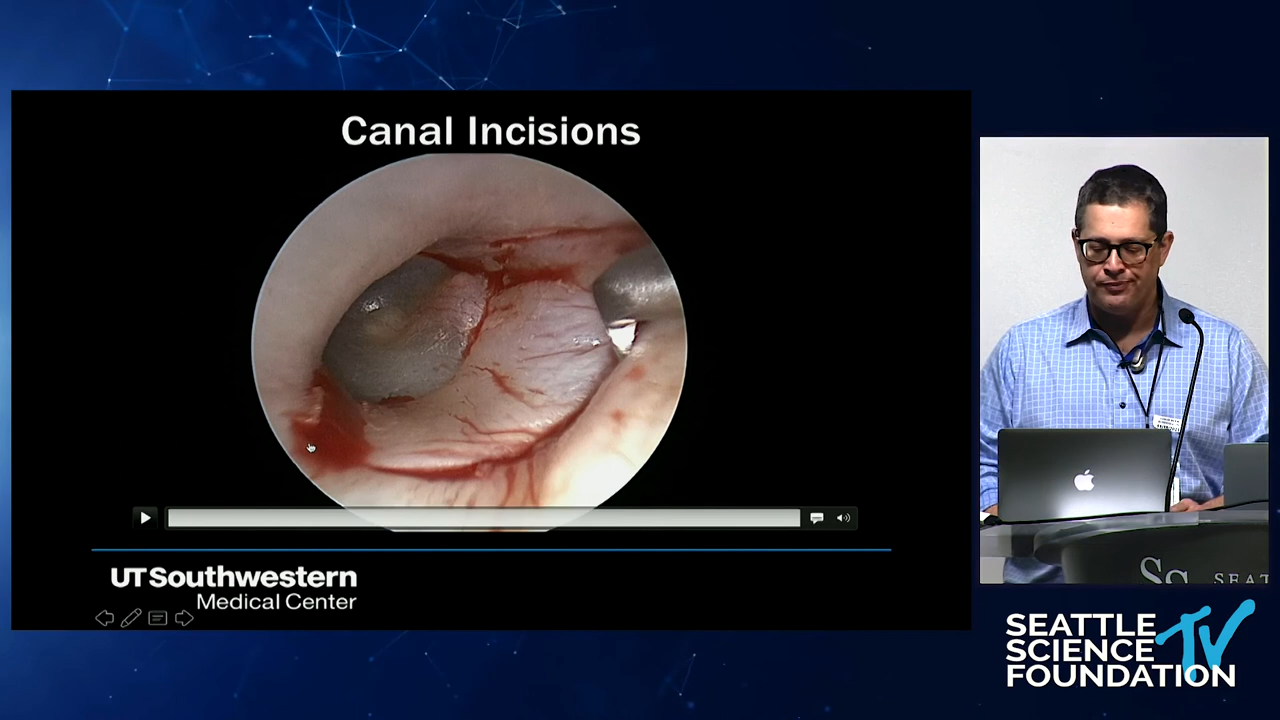 Canal Incisions
UTSouthwestern
Medical Center
SEATTLE
SCIENCE TV
FOUNDATION